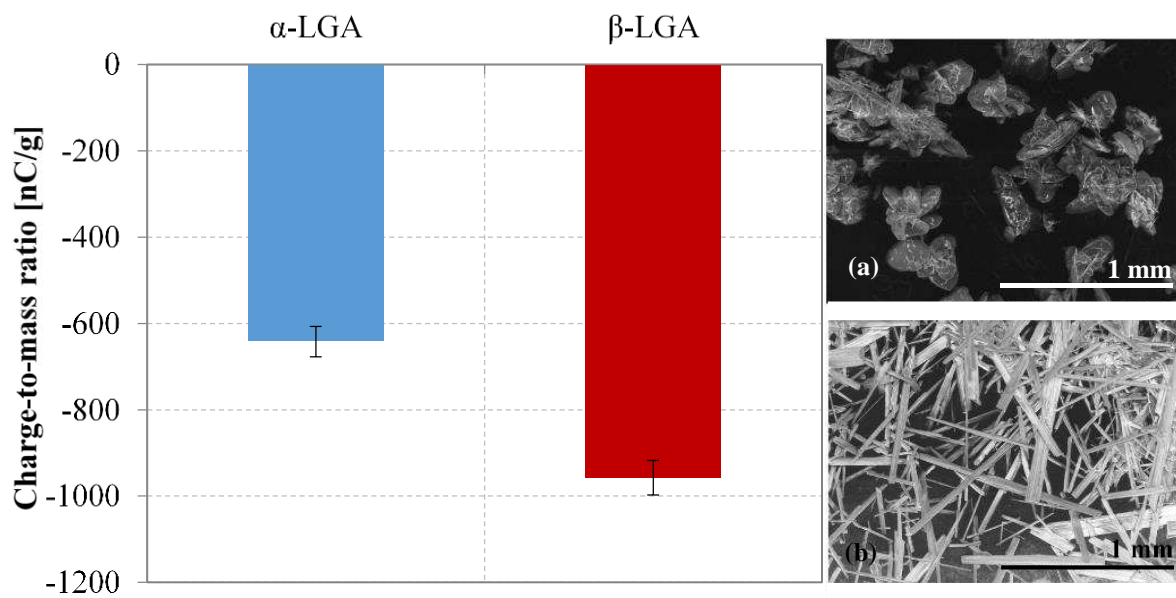 α-LGA
β-LGA
Charge-to-mass ratio [nC/g]
0
-200
-400
-600
-800
-1000
-1200
(a)
1 mm
(b)
1 mm